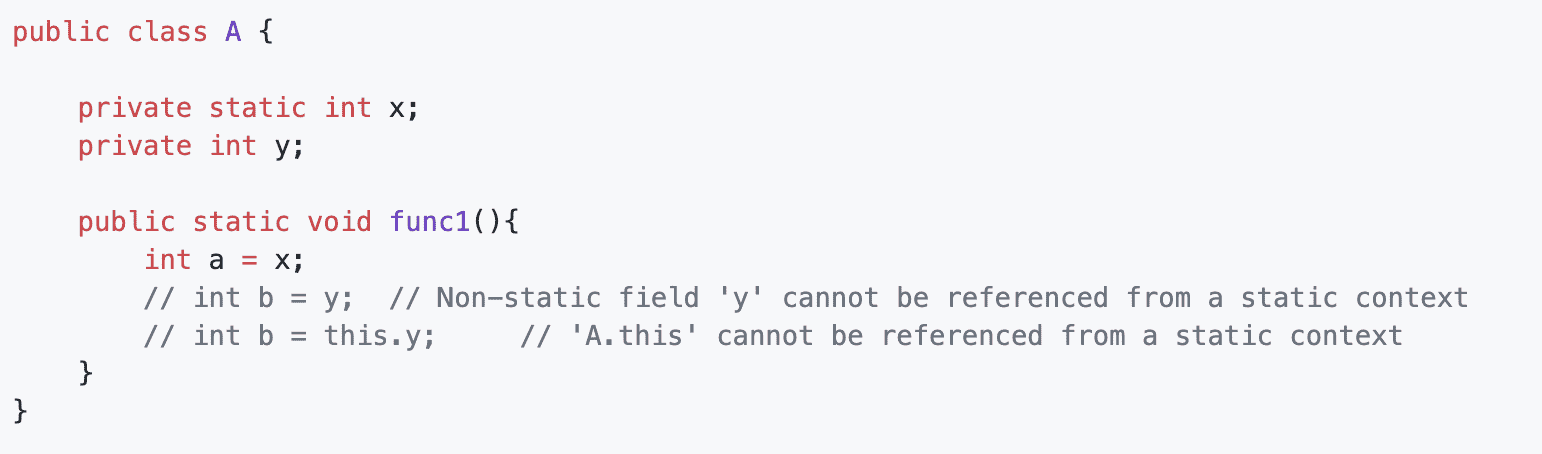 public class A {
private static int x;
private int y;
public static void func1(){
int a = x;
// int b = y;  // Non-static field 'y' cannot be referenced from a static context
// int b = this.y;     // 'A.this' cannot be referenced from a static context
}
}